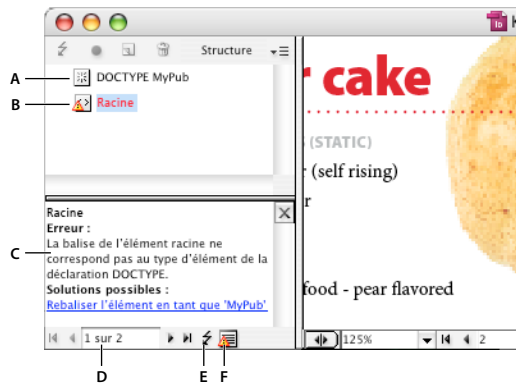 K
Structure
A
DOCTYPE MyPub
B
Racine
r cake
(STATIC)
r (self rising)
r
C
Racine
Erreur :
La balise de l'élément racine ne
correspond pas au type d'élément de la
déclaration DOCTYPE.
Solutions possibles :
Rebaliser l'élément en tant que 'MyPub'
food - pear flavored
1 sur 2
125%
2
D
E
F